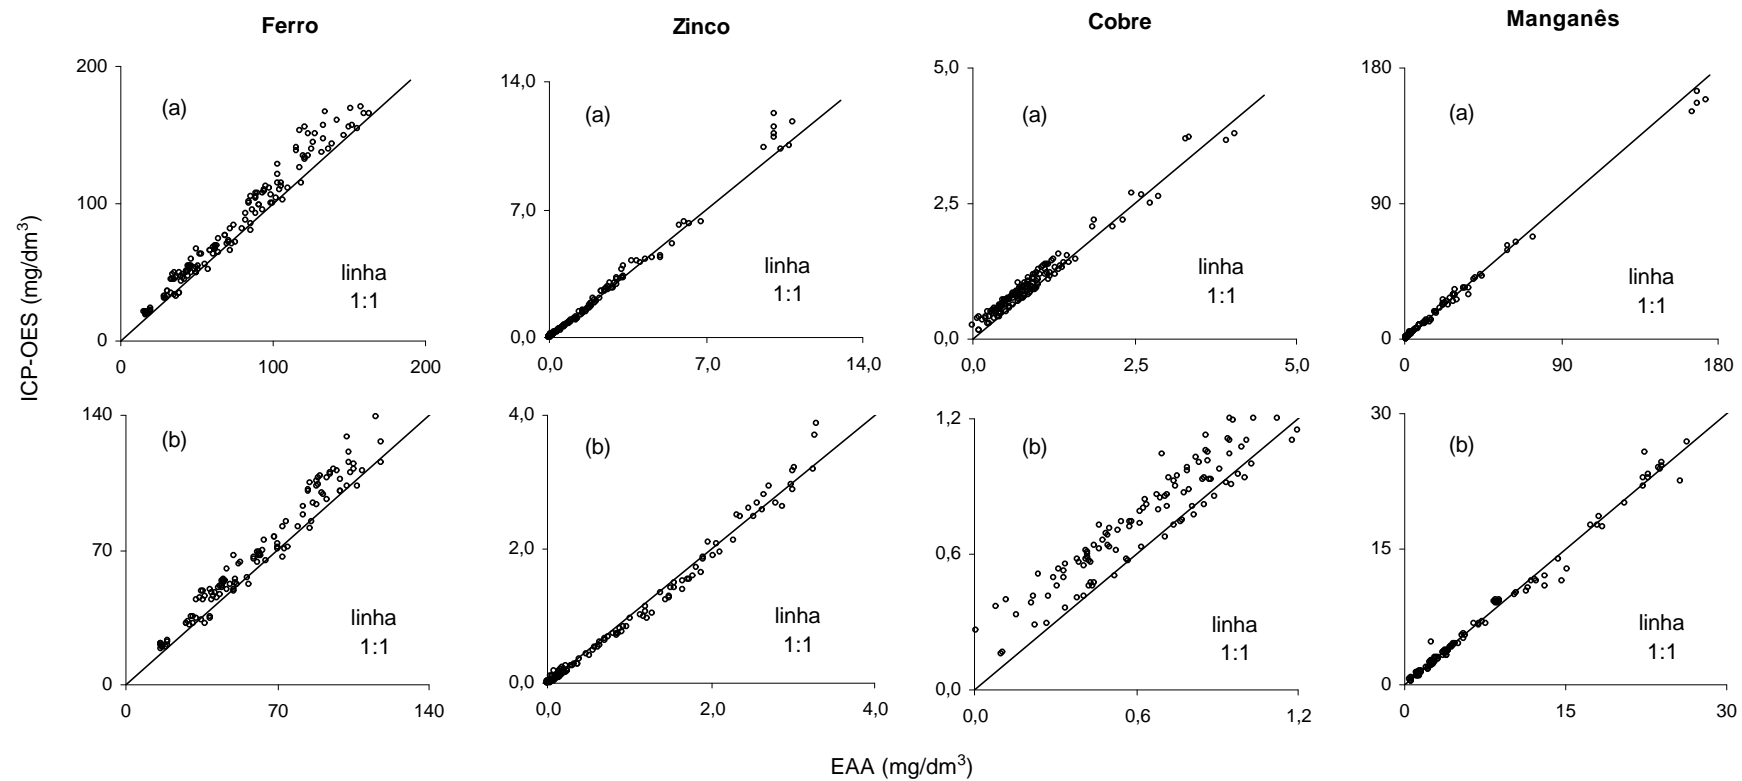 Ferro
Zinco
Cobre
Manganês
ICP-OES (mg/dm³)
200
100
0
0
100
200
(a)
linha
1:1
14,0
7,0
0,0
0,0
7,0
14,0
(a)
linha
1:1
5,0
2,5
0,0
0,0
2,5
5,0
(a)
linha
1:1
180
90
0
0
90
180
(a)
linha
1:1
140
70
0
0
70
140
(b)
linha
1:1
4,0
2,0
0,0
0,0
2,0
4,0
(b)
linha
1:1
1,2
0,6
0,0
0,0
0,6
1,2
(b)
linha
1:1
30
15
0
0
15
30
(b)
linha
1:1
EAA (mg/dm³)